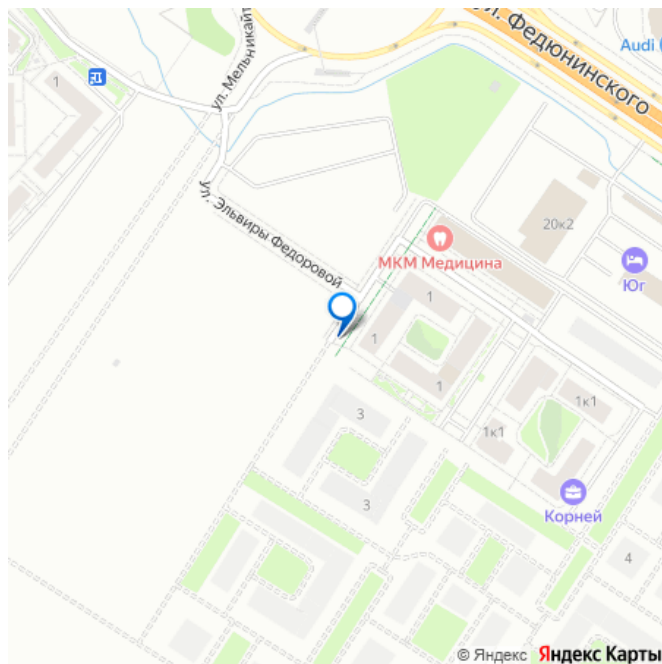 ул. Федюнинского
Audi
ул. Мельникайт
1
ул. Эльвиры Федоровой
20к2
МКМ Медицина
Юг
1
1
1
1к1
1к1
3
3
Корней
4
© Яндекс Яндекс Карты